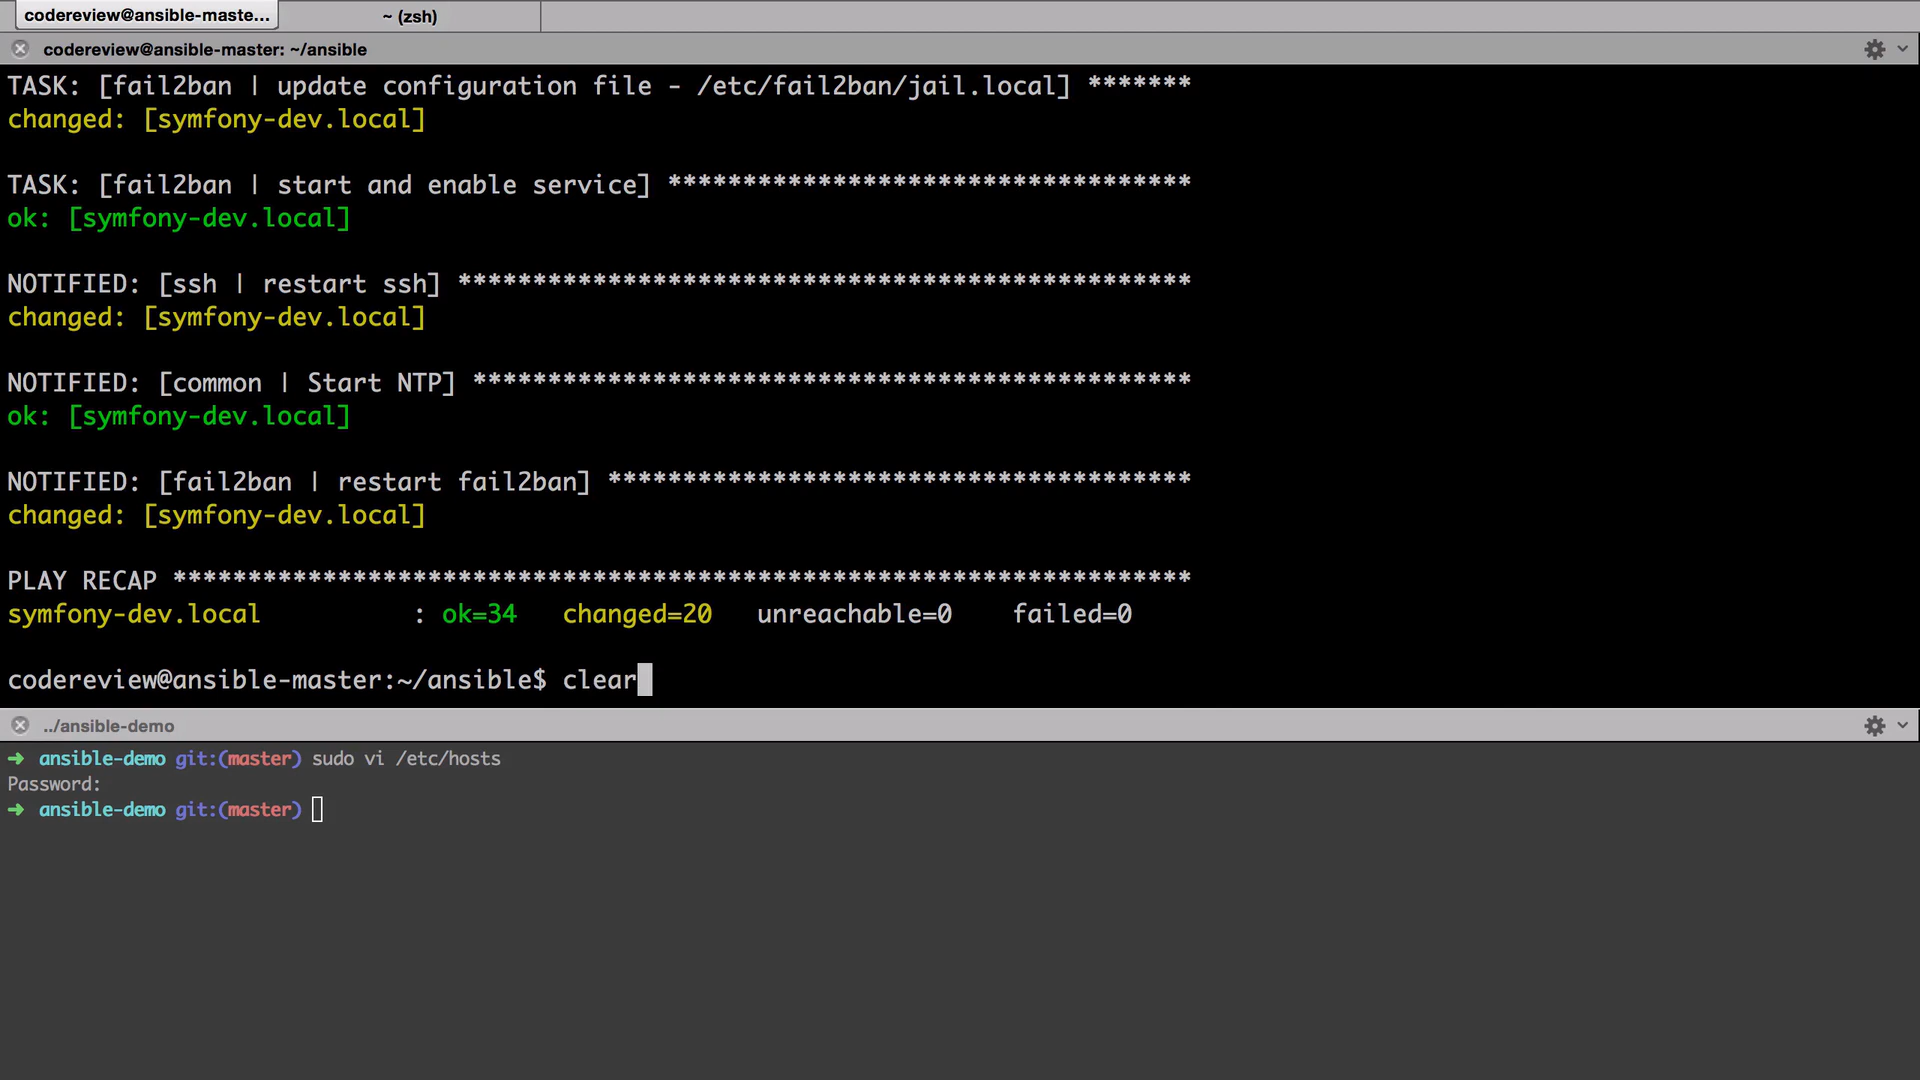 codereview@ansible-maste...
~ (zsh)
codereview@ansible-master: ~/ansible
TASK: [fail2ban | update configuration file - /etc/fail2ban/jail.local] *******
changed: [symfony-dev.local]
TASK: [fail2ban | start and enable service] ***********************************
ok: [symfony-dev.local]
NOTIFIED: [ssh | restart ssh] *************************************************
changed: [symfony-dev.local]
NOTIFIED: [common | Start NTP] ************************************************
ok: [symfony-dev.local]
NOTIFIED: [fail2ban | restart fail2ban] ***************************************
changed: [symfony-dev.local]
PLAY RECAP ********************************************************************
symfony-dev.local          : ok=34   changed=20   unreachable=0    failed=0
codereview@ansible-master:~/ansible$ clear
../ansible-demo
➜  ansible-demo git:(master) sudo vi /etc/hosts
Password:
➜  ansible-demo git:(master)